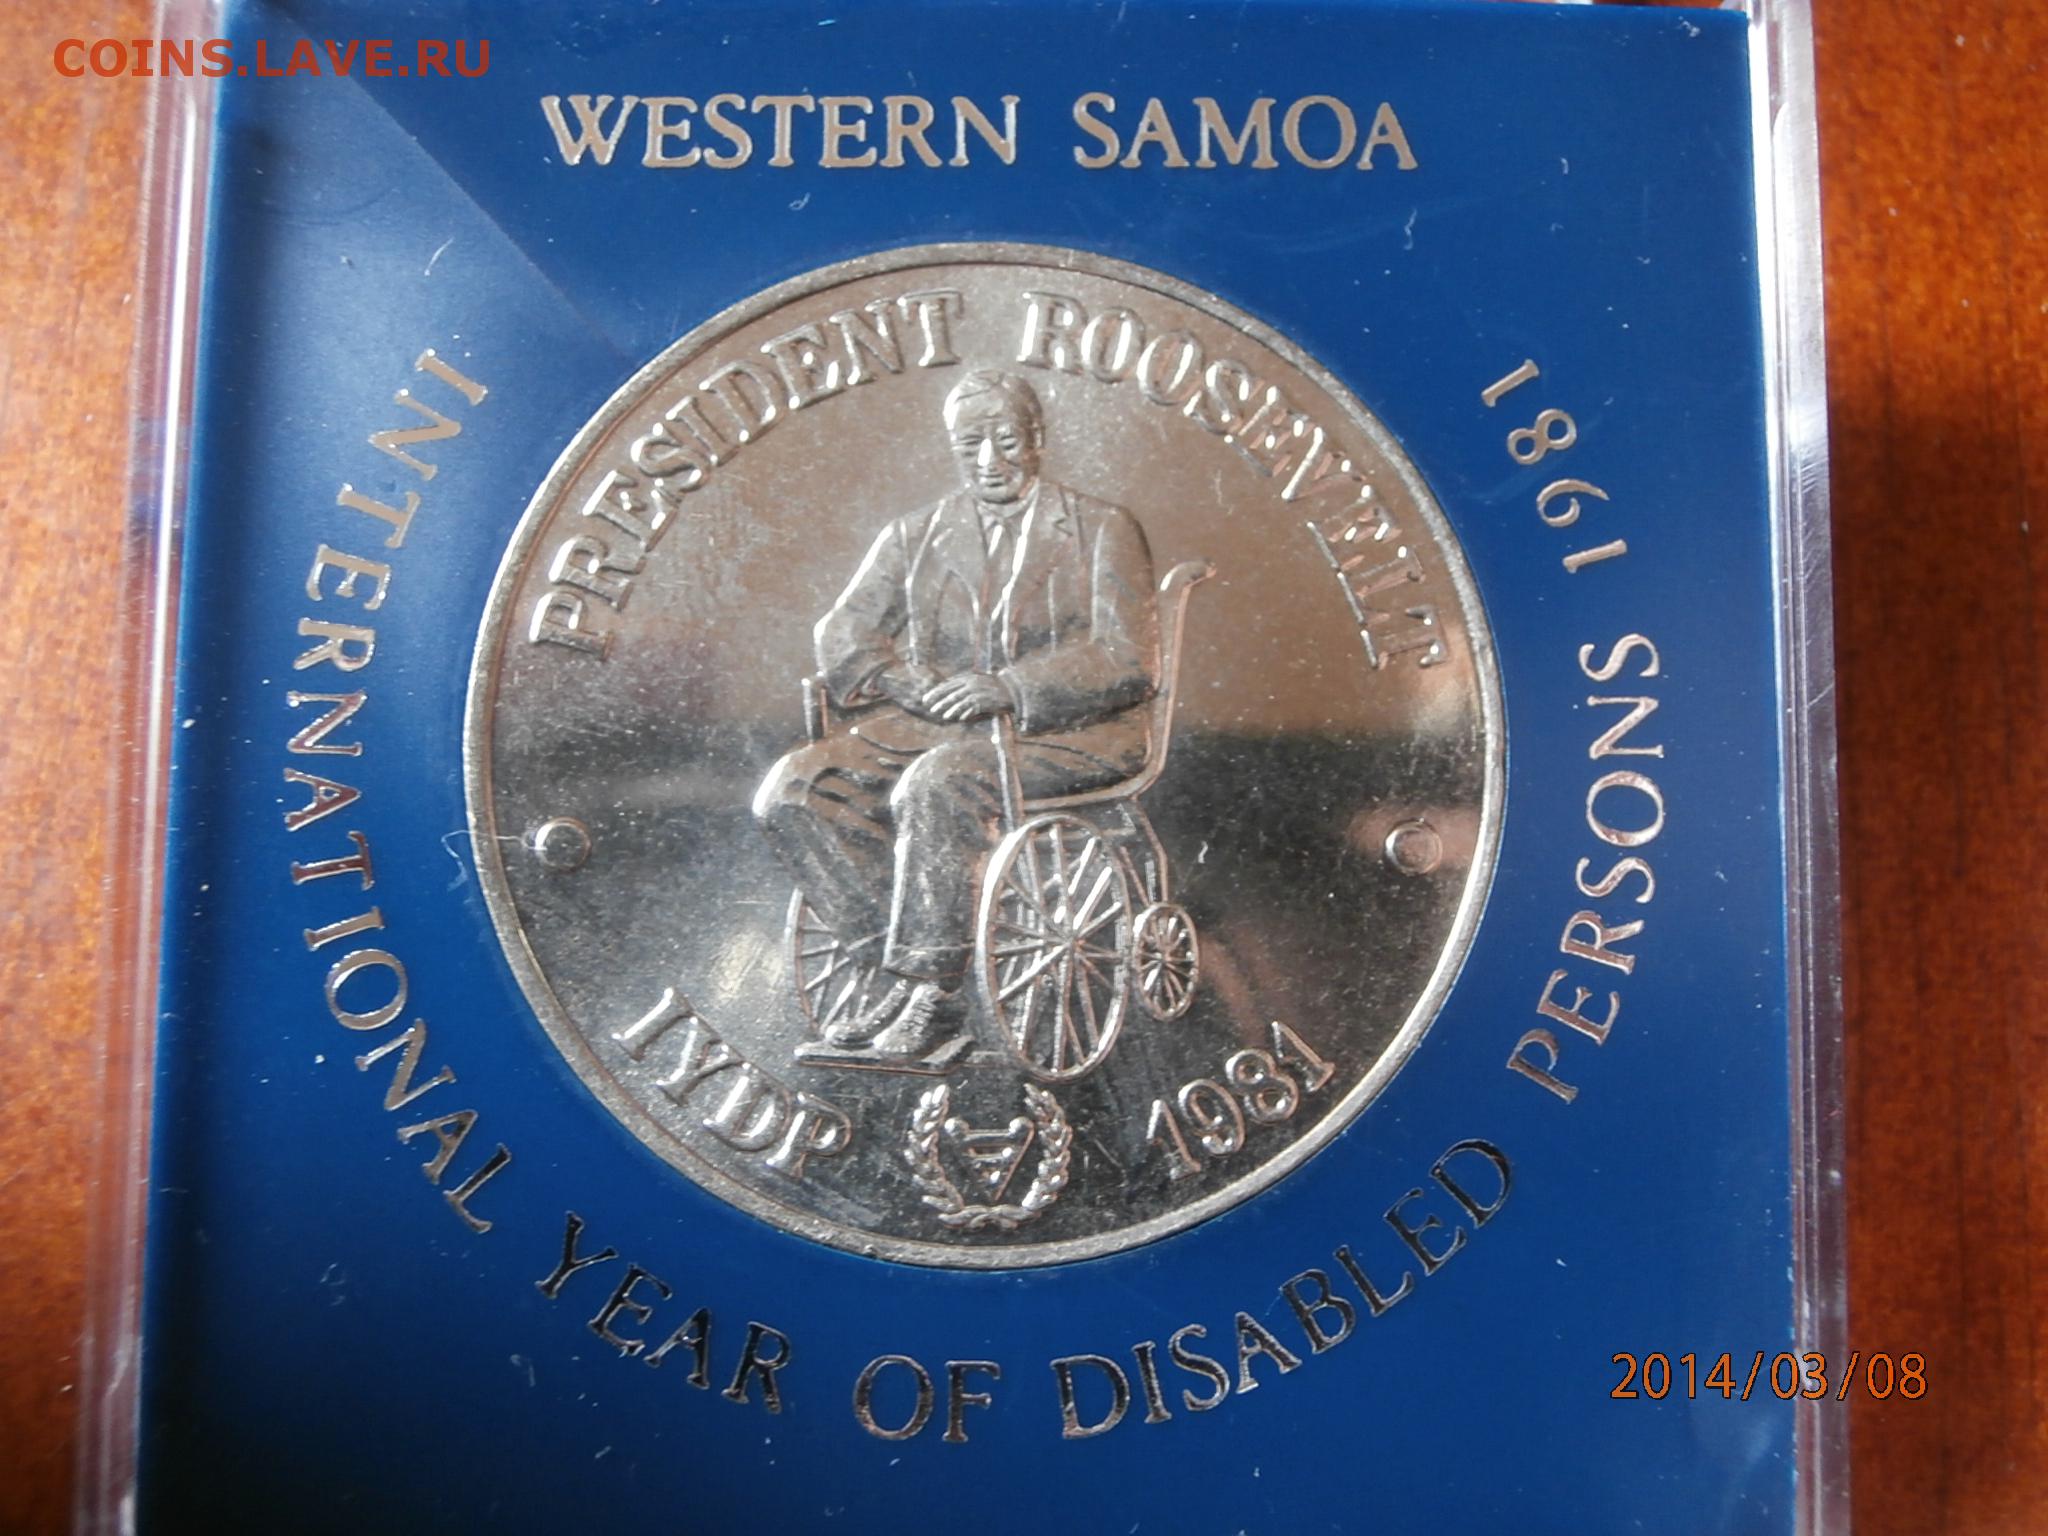 COINS.LAVE.RU
WESTERN SAMOA
PRESIDENT ROOSEVELT
IYDP 1981
INTERNATIONAL YEAR OF DISABLED PERSONS 1981
2014/03/08